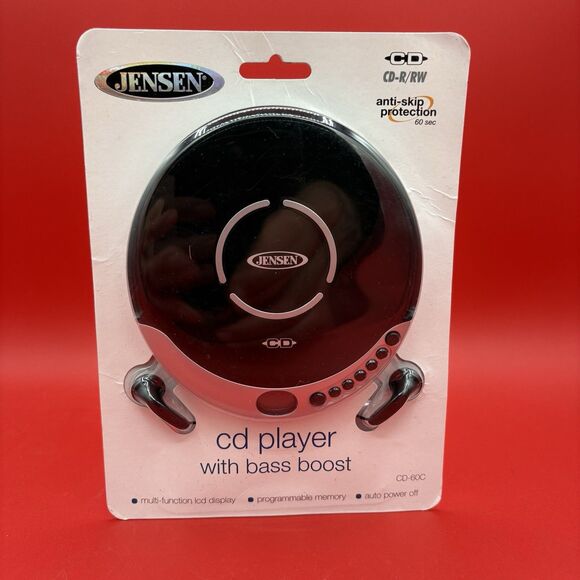 JENSEN®
CD
CD-R/RW
anti-skip
protection
60 sec
JENSEN
CD
cd player
with bass boost
CD-60C
• multi-function lcd display • programmable memory • auto power off